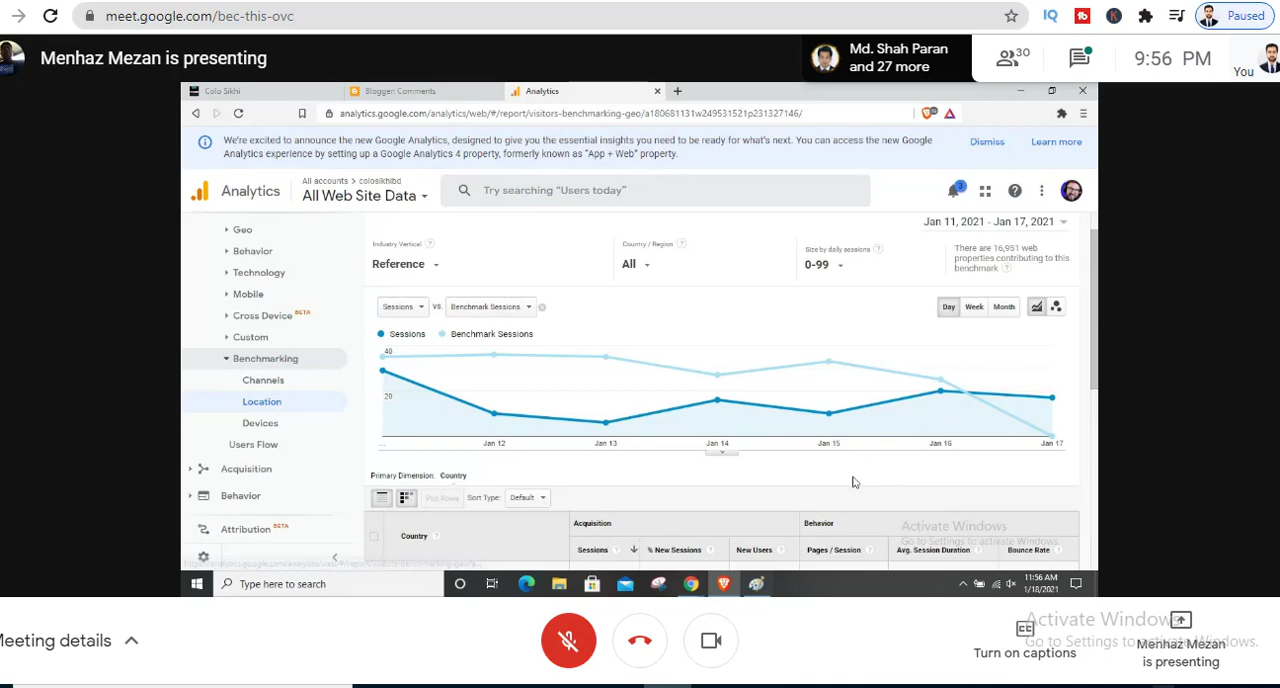 meet.google.com/bec-this-ovc
Paused
Menhaz Mezan is presenting
Md. Shah Paran
and 27 more
30
9:56 PM
You
Colo Sikhi
Blogger: Comments
Analytics
analytics.google.com/analytics/web/#/report/visitors-benchmarking-geo/a180681131w249531521p231327146/
We're excited to announce the new Google Analytics, designed to give you the essential insights you need to be ready for what's next. You can access the new Google
Analytics experience by setting up a Google Analytics 4 property, formerly known as "App + Web" property.
Dismiss
Learn more
Analytics
All accounts > colosikhibd
All Web Site Data
Try searching "Users today"
3
Geo
Behavior
Technology
Mobile
Cross Device BETA
Custom
Benchmarking
Channels
Location
Devices
Users Flow
Acquisition
Behavior
Attribution BETA
Jan 11, 2021 - Jan 17, 2021
Industry Vertical
Reference
Country / Region
All
Size by daily sessions
0-99
There are 16,951 web
properties contributing to this
benchmark
Sessions VS. Benchmark Sessions
Day Week Month
Sessions Benchmark Sessions
40
20
... Jan 12 Jan 13 Jan 14 Jan 15 Jan 16 Jan 17
Primary Dimension: Country
Plot Rows Sort Type: Default
Country
Acquisition
Behavior
Sessions % New Sessions New Users Pages / Session Avg. Session Duration Bounce Rate
Activate Windows
Go to Settings to activate Windows.
Type here to search
11:56 AM
1/18/2021
Meeting details
Turn on captions
Menhaz Mezan
is presenting
Activate Windows
Go to Settings to activate Windows.